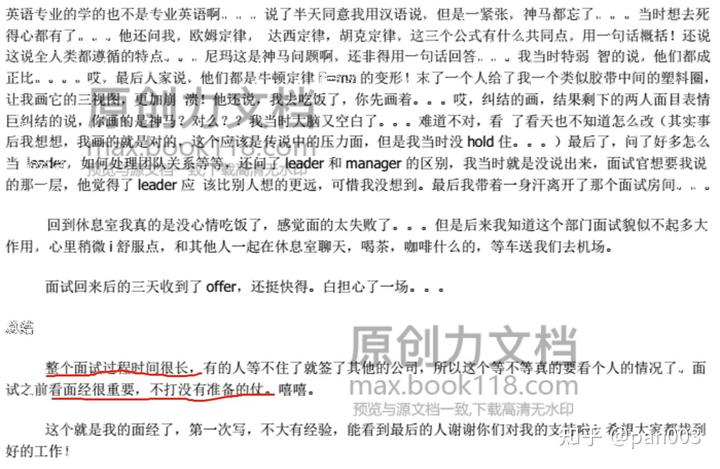 英语专业的学的也不是专业英语啊。。。说了半天同意我用汉语说，但是一紧张，神马都忘了。。。当时想去死
得心都有了。。。他还问我，欧姆定律， 达西定律，胡克定律，这三个公式有什么共同点，用一句话概括！还说
这说全人类都遵循的特点。。。尼玛这是神马问题啊，还非得用一句话回答。。。我当时特弱 智的说，他们都成
正比。。。。哎，最后人家说，他们都是牛顿定律 的变形！末了一个人给了我一个类似胶带中间的塑料圈，
让我画它的三视图，更加崩 溃！他还说，我去吃饭了，你先画着。。。哎，纠结的画，结果剩下的两人面目表情
巨纠结的说，你画的是神马？对么？？我当时大脑又空白了。。。难道不对，看 了看天也不知道怎么改（其实事
后我想想，我画的就是对的，这个应该是传说中的压力面，但是我当时没 hold 住。。。）最后了，问了好多怎么
当 leader，如何处理团队关系等等。还问了 leader 和 manager 的区别，我当时就是没说出来，面试官想要我说
的那一层，他觉得了 leader 应 该比别人想的更远，可惜我没想到。最后我带着一身汗离开了那个面试房间。。。
回到休息室我真的是没心情吃饭了，感觉面的太失败了。。。但是后来我知道这个部门面试貌似不起多大
作用，心里稍微 i 舒服点，和其他人一起在休息室聊天，喝茶，咖啡什么的，等车送我们去机场。
面试回来后的三天收到了 offer，还挺快得。白担心了一场。。。
总结
整个面试过程时间很长，有的人等不住了就签了其他的公司，所以这个等不等真的要看个人的情况了。面
试之前看面经很重要，不打没有准备的仗。嘻嘻。
这个就是我的面经了，第一次写，不大有经验，能看到最后的人谢谢你们对我的支持啦！希望大家都找到
好的工作！
原创力文档
max.book118.com
预览与源文档一致,下载高清无水印
原创力文档
max.book118.com
预览与源文档一致,下载高清无水印
知乎 @pan003